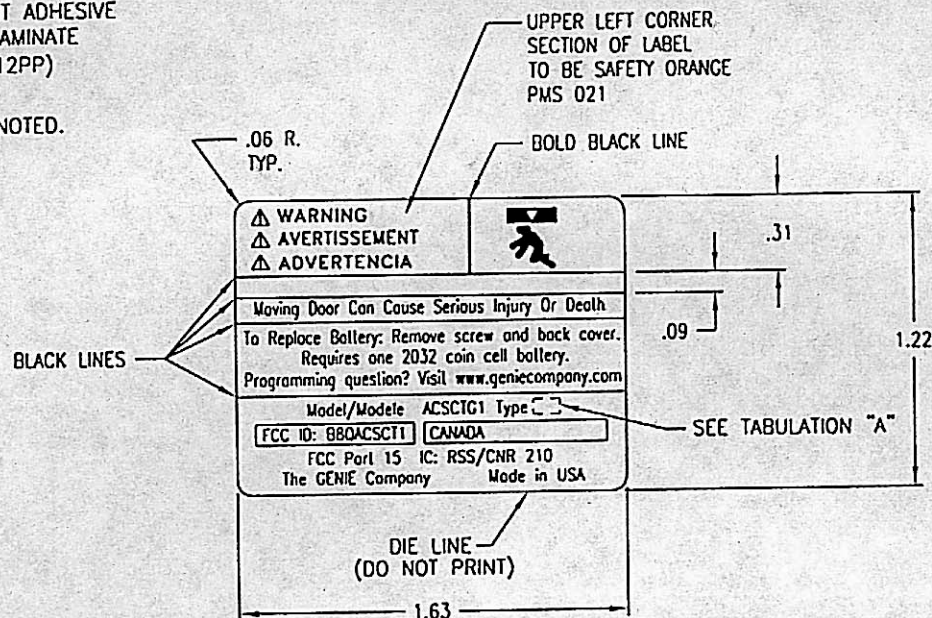 T ADHESIVE
AMINATE
12PP)
NOTED.
UPPER LEFT CORNER
SECTION OF LABEL
TO BE SAFETY ORANGE
PMS 021
.06 R.
TYP.
BOLD BLACK LINE
⚠ WARNING
⚠ AVERTISSEMENT
⚠ ADVERTENCIA
.31
.09
1.22
Moving Door Can Cause Serious Injury Or Death
To Replace Battery: Remove screw and back cover.
Requires one 2032 coin cell battery.
Programming question? Visit www.geniecompany.com
BLACK LINES
Model/Modele ACSCTG1 Type
SEE TABULATION "A"
FCC ID: B8QACSCT1 CANADA
FCC Part 15 IC: RSS/CNR 210
The GENIE Company Made in USA
DIE LINE
(DO NOT PRINT)
1.63